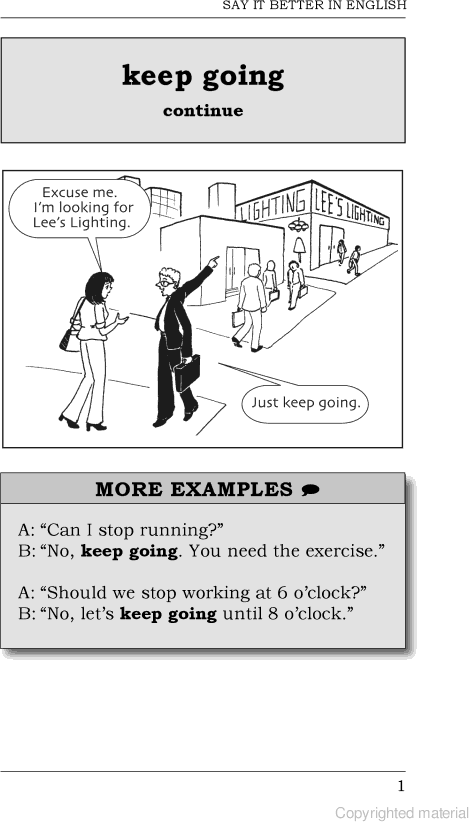 SAY IT BETTER IN ENGLISH
keep going
continue
Excuse me.
I'm looking for
Lee's Lighting.
LIGHTING
LEE'S LIGHTING
Just keep going.
MORE EXAMPLES
A: “Can I stop running?”
B: “No, keep going. You need the exercise.”
A: “Should we stop working at 6 o’clock?”
B: “No, let’s keep going until 8 o’clock.”
1
Copyrighted material